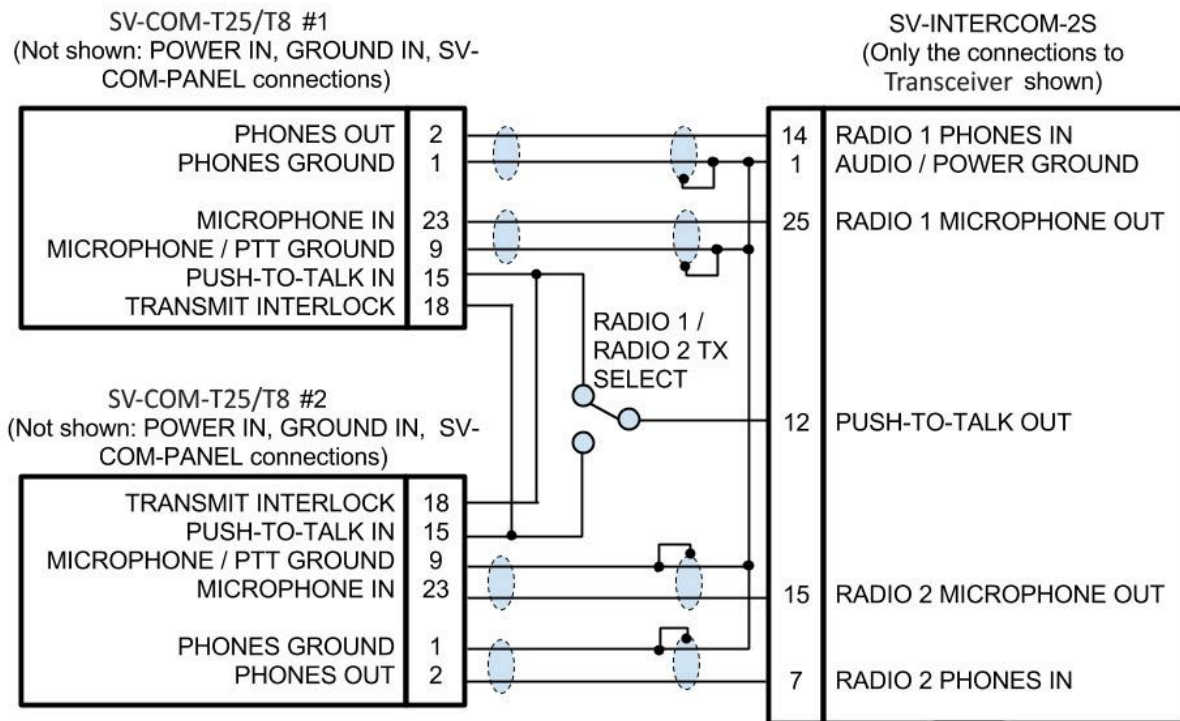 SV-COM-T25/T8 #1
(Not shown: POWER IN, GROUND IN, SV-
COM-PANEL connections)
PHONES OUT 2
PHONES GROUND 1
MICROPHONE IN 23
MICROPHONE / PTT GROUND 9
PUSH-TO-TALK IN 15
TRANSMIT INTERLOCK 18
SV-INTERCOM-2S
(Only the connections to
Transceiver shown)
14 RADIO 1 PHONES IN
1 AUDIO / POWER GROUND
25 RADIO 1 MICROPHONE OUT
RADIO 1 /
RADIO 2 TX
SELECT
12 PUSH-TO-TALK OUT
15 RADIO 2 MICROPHONE OUT
7 RADIO 2 PHONES IN
SV-COM-T25/T8 #2
(Not shown: POWER IN, GROUND IN, SV-
COM-PANEL connections)
TRANSMIT INTERLOCK 18
PUSH-TO-TALK IN 15
MICROPHONE / PTT GROUND 9
MICROPHONE IN 23
PHONES GROUND 1
PHONES OUT 2